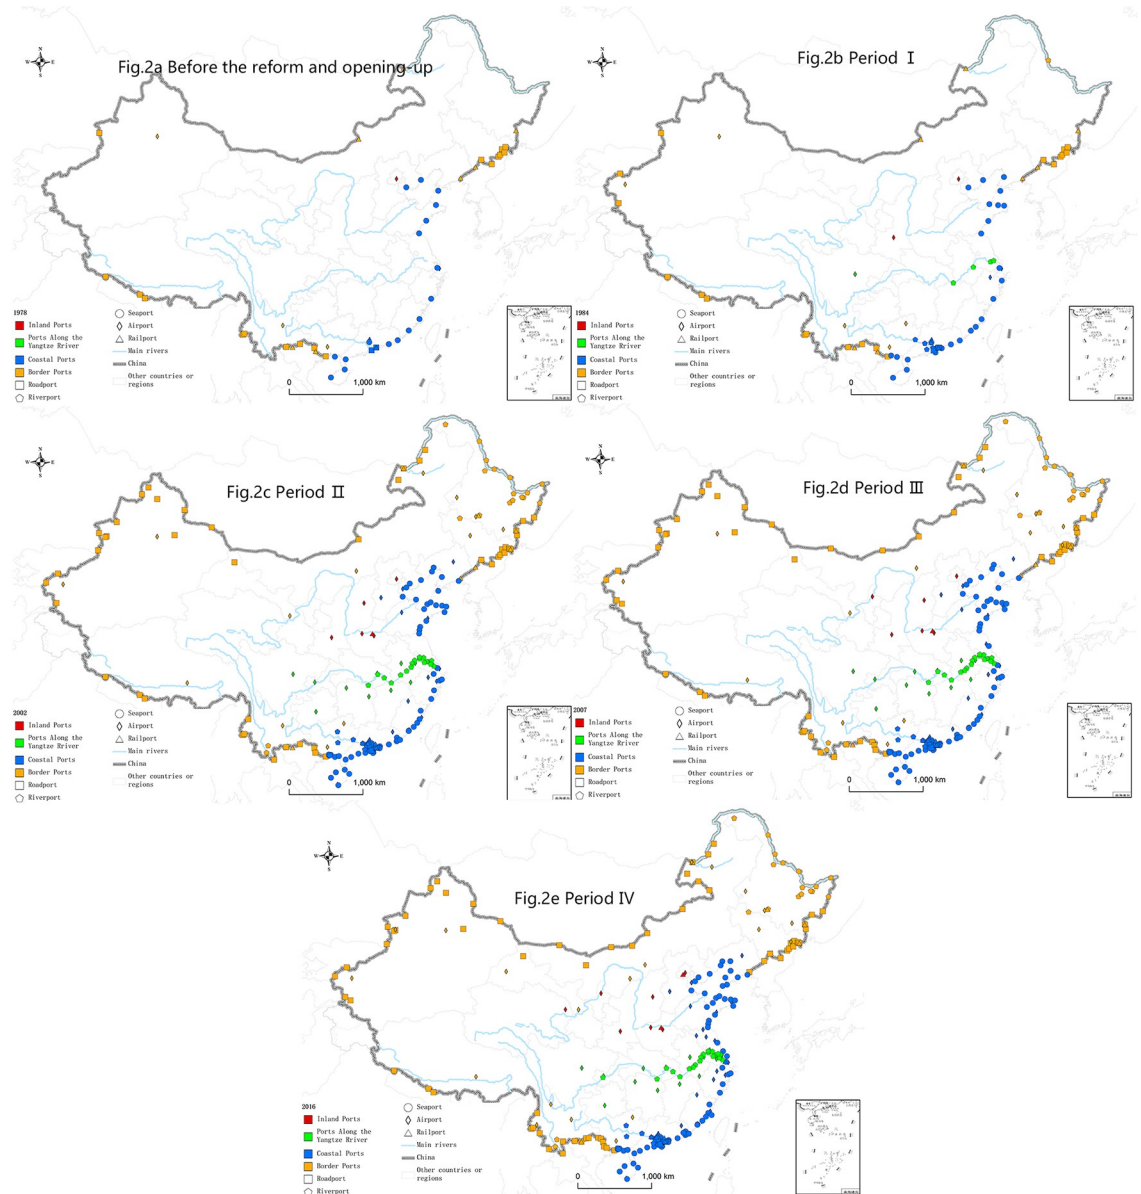 Fig.2a Before the reform and opening-up
N
W
E
S
1978
Inland Ports
Ports Along the
Yangtze River
Coastal Ports
Border Ports
Roadport
Riverport
Seaport
Airport
Railport
Main rivers
China
Other countries or
regions
0
1,000 km
Fig.2b Period Ⅰ
N
W
E
S
1984
Inland Ports
Ports Along the
Yangtze River
Coastal Ports
Border Ports
Roadport
Riverport
Seaport
Airport
Railport
Main rivers
China
Other countries or
regions
0
1,000 km
Fig.2c Period Ⅱ
N
W
E
S
2002
Inland Ports
Ports Along the
Yangtze River
Coastal Ports
Border Ports
Roadport
Riverport
Seaport
Airport
Railport
Main rivers
China
Other countries or
regions
0
1,000 km
Fig.2d Period Ⅲ
N
W
E
S
2007
Inland Ports
Ports Along the
Yangtze River
Coastal Ports
Border Ports
Roadport
Riverport
Seaport
Airport
Railport
Main rivers
China
Other countries or
regions
0
1,000 km
Fig.2e Period Ⅳ
N
W
E
S
2016
Inland Ports
Ports Along the
Yangtze River
Coastal Ports
Border Ports
Roadport
Riverport
Seaport
Airport
Railport
Main rivers
China
Other countries or
regions
0
1,000 km